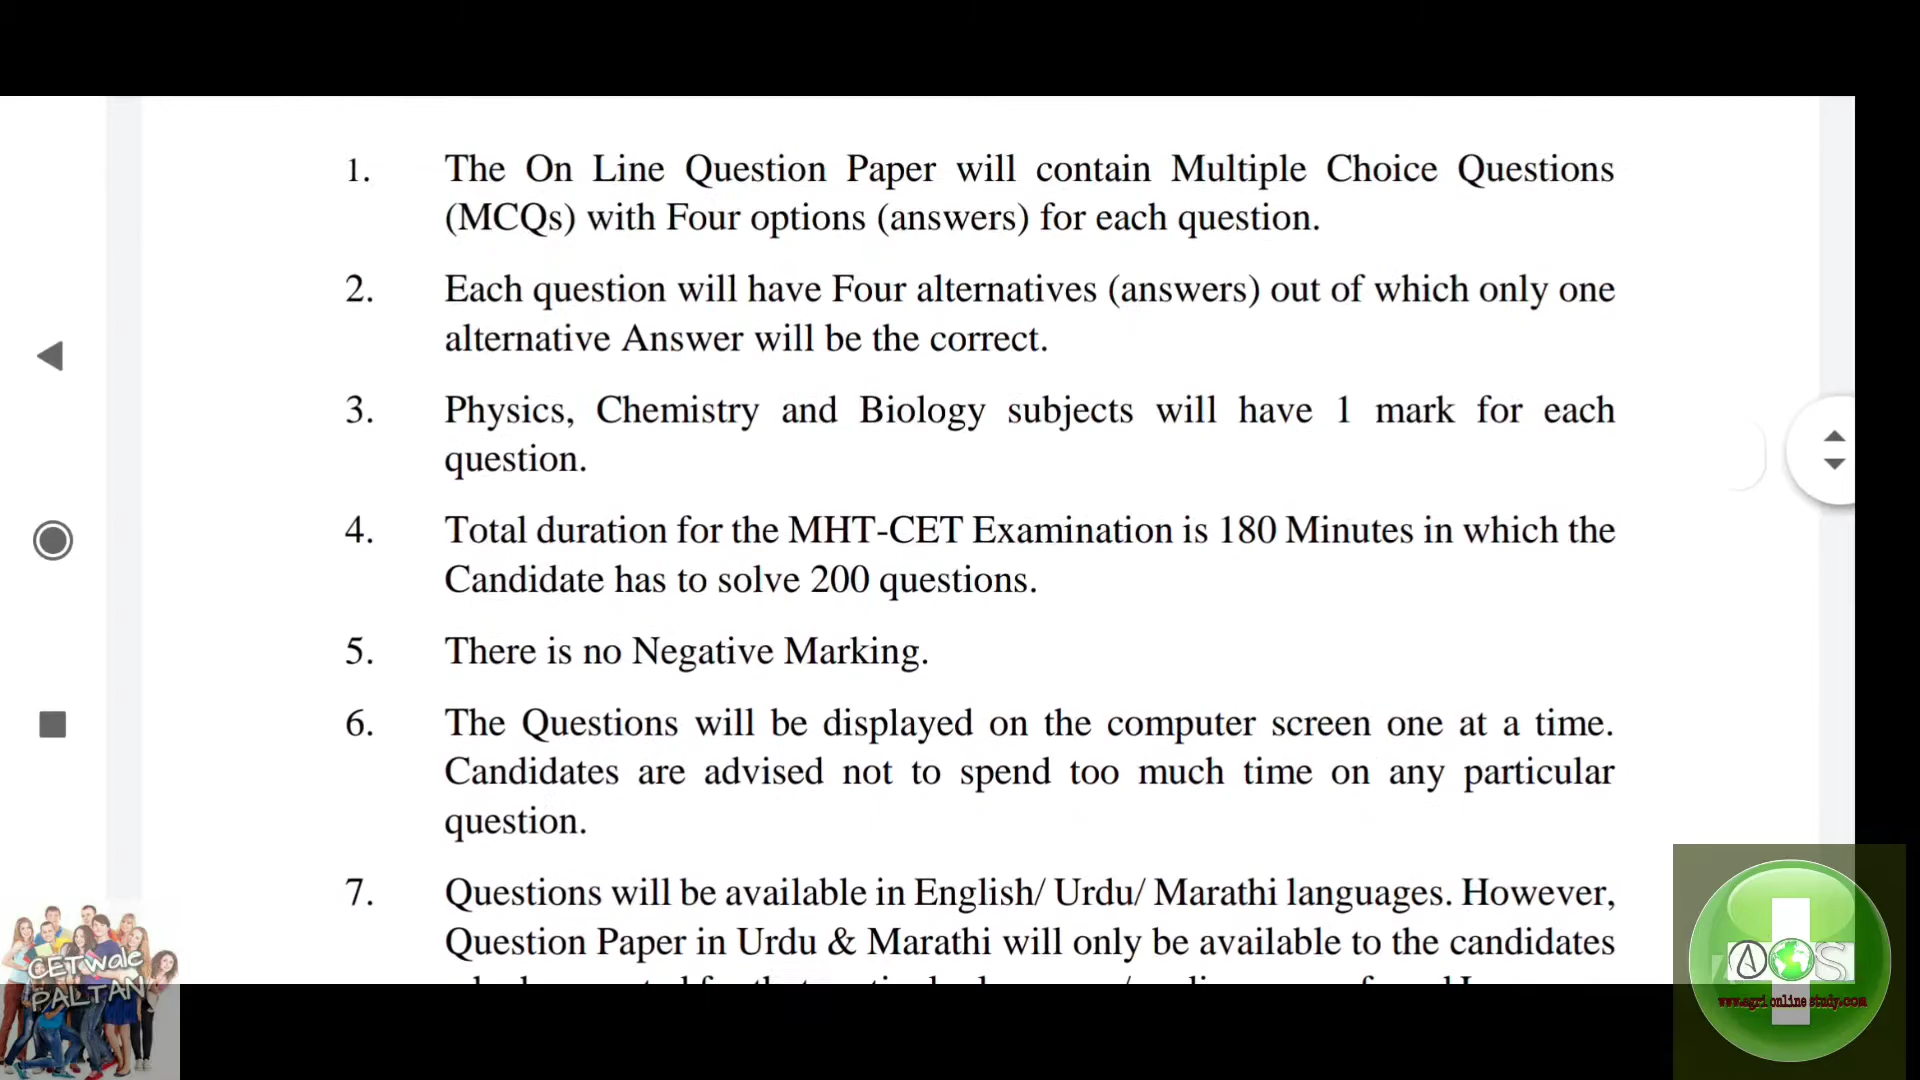 1. The On Line Question Paper will contain Multiple Choice Questions
(MCQs) with Four options (answers) for each question.
2. Each question will have Four alternatives (answers) out of which only one
alternative Answer will be the correct.
3. Physics, Chemistry and Biology subjects will have 1 mark for each
question.
4. Total duration for the MHT-CET Examination is 180 Minutes in which the
Candidate has to solve 200 questions.
5. There is no Negative Marking.
6. The Questions will be displayed on the computer screen one at a time.
Candidates are advised not to spend too much time on any particular
question.
7. Questions will be available in English/ Urdu/ Marathi languages. However,
Question Paper in Urdu & Marathi will only be available to the candidates
CETwale
PALTAN
AOS
www.agrionlinestudy.com